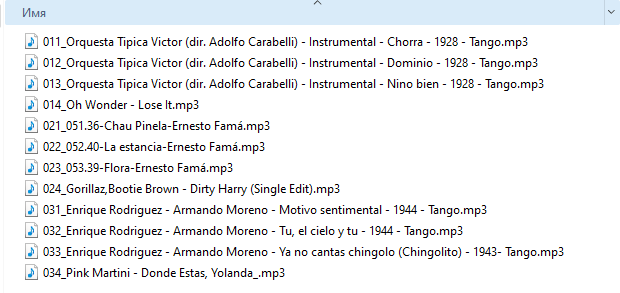 Имя
011_Orquesta Tipica Victor (dir. Adolfo Carabelli) - Instrumental - Chorra - 1928 - Tango.mp3
012_Orquesta Tipica Victor (dir. Adolfo Carabelli) - Instrumental - Dominio - 1928 - Tango.mp3
013_Orquesta Tipica Victor (dir. Adolfo Carabelli) - Instrumental - Nino bien - 1928 - Tango.mp3
014_Oh Wonder - Lose It.mp3
021_051.36-Chau Pinela-Ernesto Famá.mp3
022_052.40-La estancia-Ernesto Famá.mp3
023_053.39-Flora-Ernesto Famá.mp3
024_Gorillaz,Bootie Brown - Dirty Harry (Single Edit).mp3
031_Enrique Rodriguez - Armando Moreno - Motivo sentimental - 1944 - Tango.mp3
032_Enrique Rodriguez - Armando Moreno - Tu, el cielo y tu - 1944 - Tango.mp3
033_Enrique Rodriguez - Armando Moreno - Ya no cantas chingolo (Chingolito) - 1943- Tango.mp3
034_Pink Martini - Donde Estas, Yolanda_.mp3